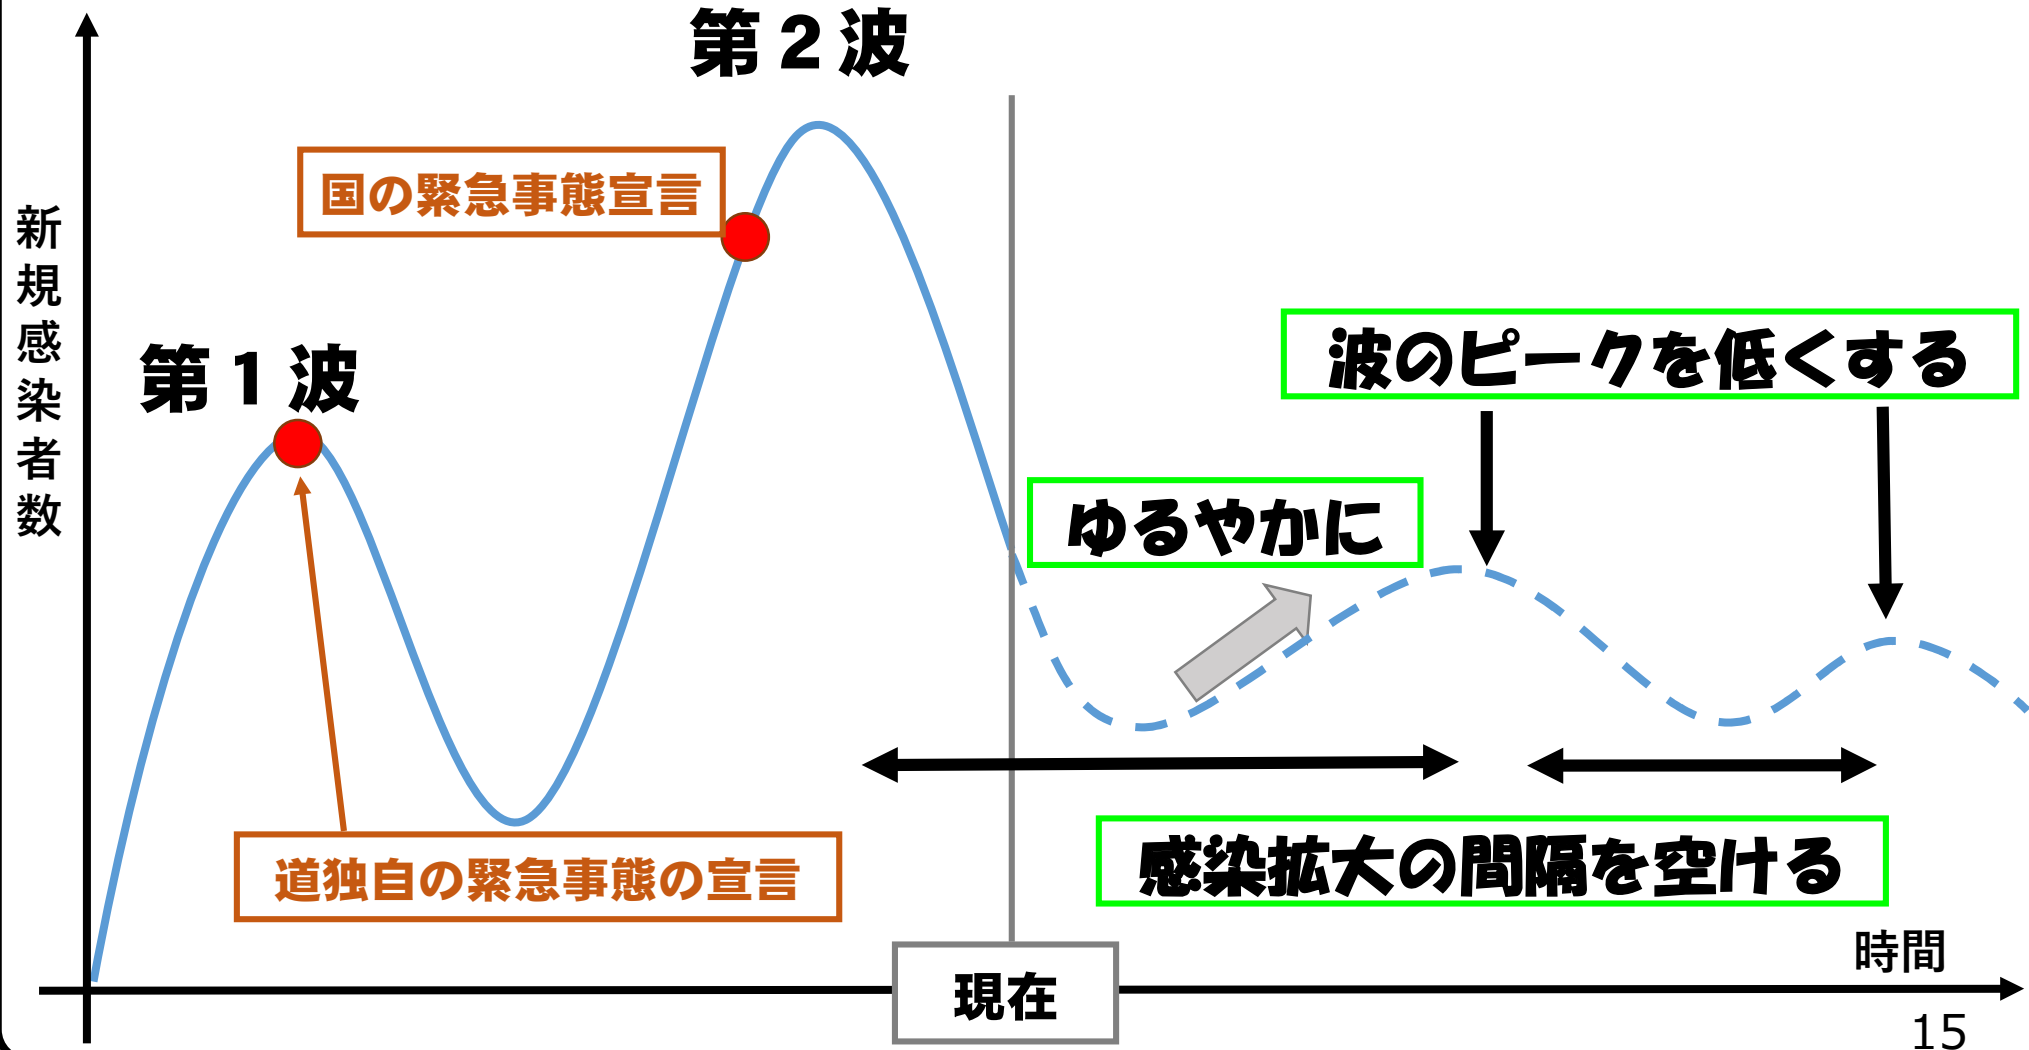 第２波
国の緊急事態宣言
新規感染者数
第１波
波のピークを低くする
ゆるやかに
道独自の緊急事態の宣言
感染拡大の間隔を空ける
時間
現在
15